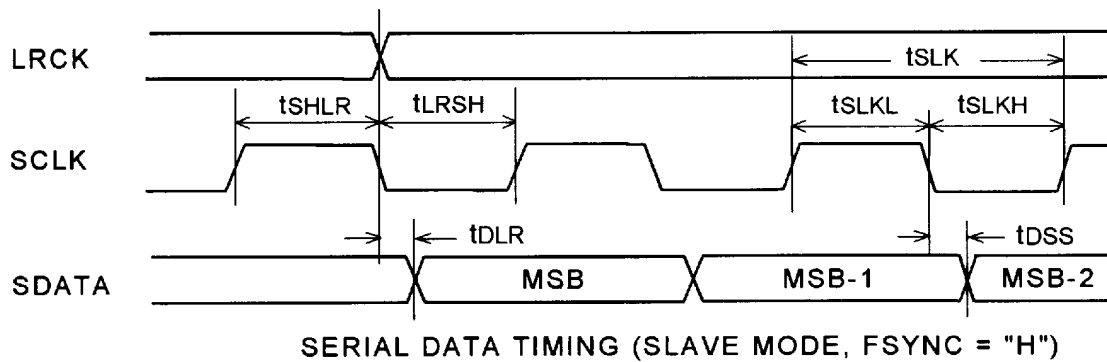 LRCK
tSLK
tSHLR tLRSH tSLKL tSLKH
SCLK
tDLR tDSS
SDATA MSB MSB-1 MSB-2
SERIAL DATA TIMING (SLAVE MODE, FSYNC = "H")